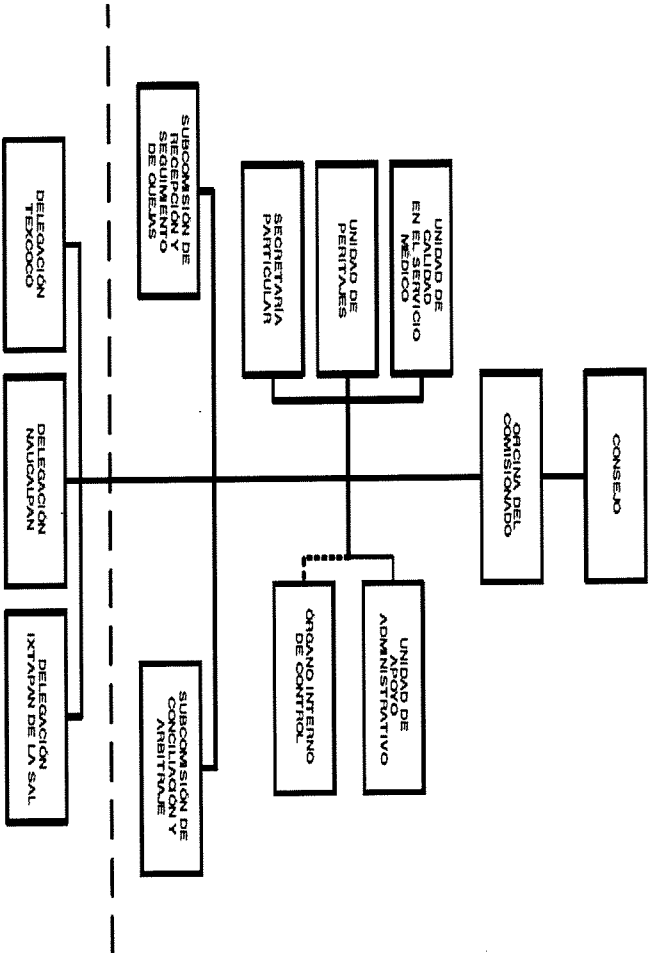 CONSEJO
OFICINA DEL
COMISIONADO
UNIDAD DE
CALIDAD
EN EL SERVICIO
MÉDICO
UNIDAD DE
PERITAJES
SECRETARÍA
PARTICULAR
UNIDAD DE
APOYO
ADMINISTRATIVO
ÓRGANO INTERNO
DE CONTROL
SUBCOMISIÓN DE
RECEPCIÓN Y
SEGUIMIENTO
DE QUEJAS
SUBCOMISIÓN DE
CONCILIACIÓN Y
ARBITRAJE
DELEGACIÓN
TEXCOCO
DELEGACIÓN
NAUCALPAN
DELEGACIÓN
IXTAPAN DE LA SAL